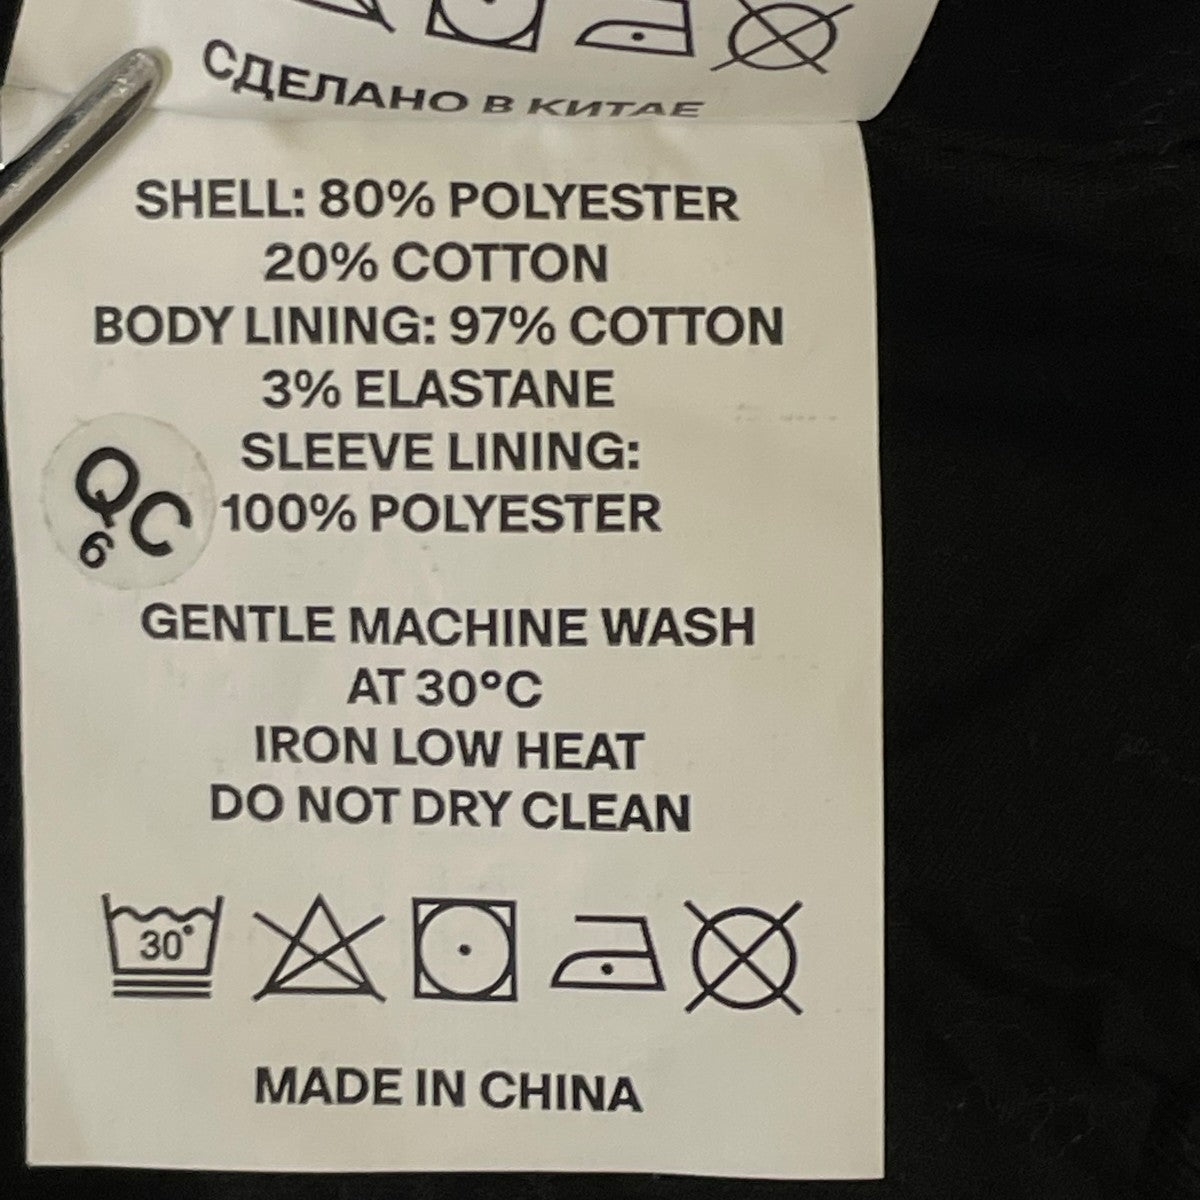 СДЕЛАНО В КИТАЕ
SHELL: 80% POLYESTER
20% COTTON
BODY LINING: 97% COTTON
3% ELASTANE
SLEEVE LINING:
100% POLYESTER
QC
6
GENTLE MACHINE WASH
AT 30°C
IRON LOW HEAT
DO NOT DRY CLEAN
30°
MADE IN CHINA